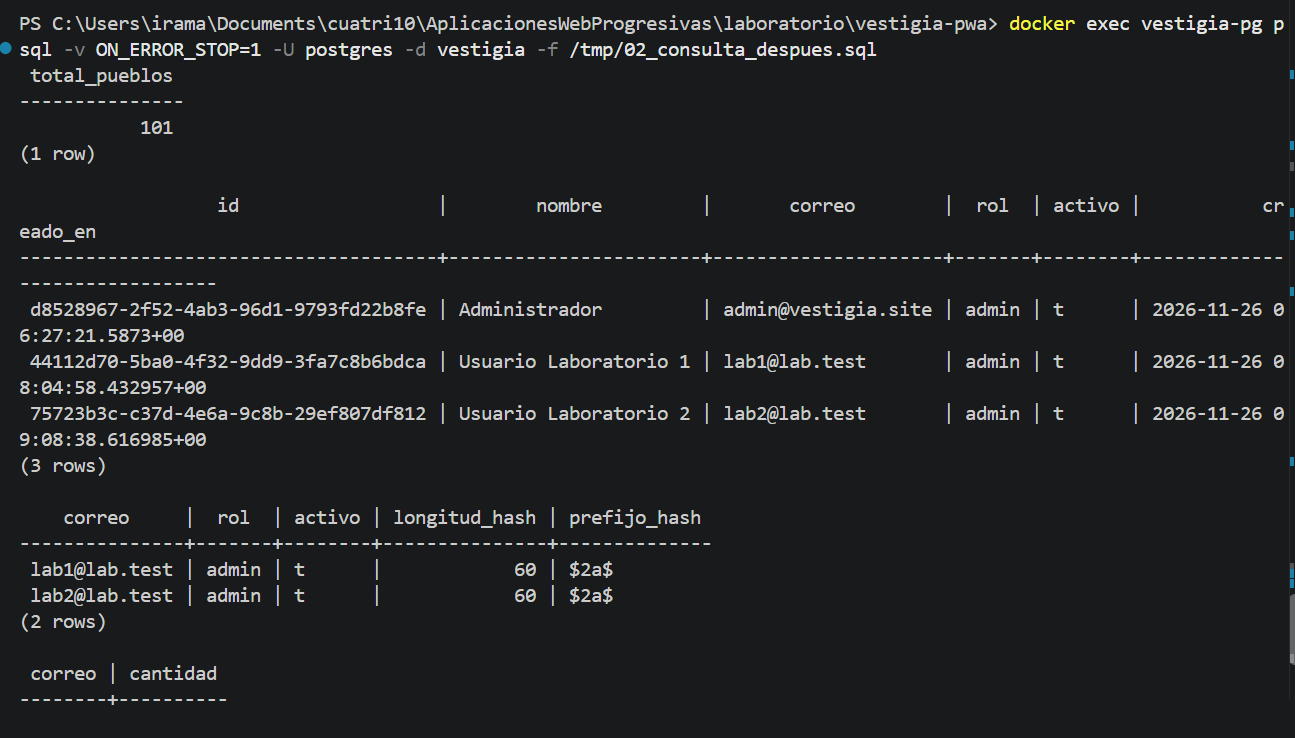 PS C:\Users\irama\Documents\cuatri10\AplicacionesWebProgresivas\laboratorio\vestigia-pwa> docker exec vestigia-pg p
sql -v ON_ERROR_STOP=1 -U postgres -d vestigia -f /tmp/02_consulta_despues.sql
 total_pueblos
---------------
           101
(1 row)

                  id                  |        nombre         |       correo        |  rol  | activo |           cr
eado_en
--------------------------------------+-----------------------+---------------------+-------+--------+-------------
------------------
 d8528967-2f52-4ab3-96d1-9793fd22b8fe | Administrador         | admin@vestigia.site | admin | t      | 2026-11-26 0
6:27:21.5873+00
 44112d70-5ba0-4f32-9dd9-3fa7c8b6bdca | Usuario Laboratorio 1 | lab1@lab.test       | admin | t      | 2026-11-26 0
8:04:58.432957+00
 75723b3c-c37d-4e6a-9c8b-29ef807df812 | Usuario Laboratorio 2 | lab2@lab.test       | admin | t      | 2026-11-26 0
9:08:38.616985+00
(3 rows)

    correo     |  rol  | activo | longitud_hash | prefijo_hash
---------------+-------+--------+---------------+--------------
 lab1@lab.test | admin | t      |            60 | $2a$
 lab2@lab.test | admin | t      |            60 | $2a$
(2 rows)

 correo | cantidad
--------+----------